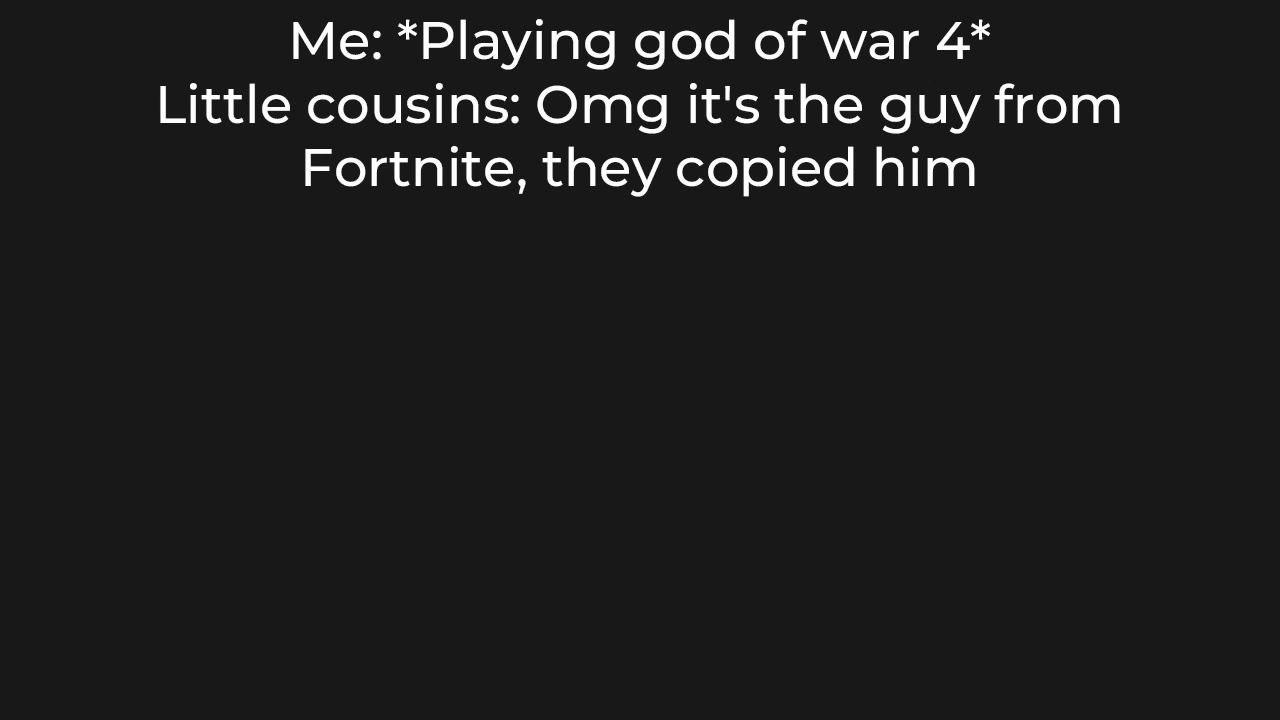 Me: *Playing god of war 4*
Little cousins: Omg it's the guy from
Fortnite, they copied him